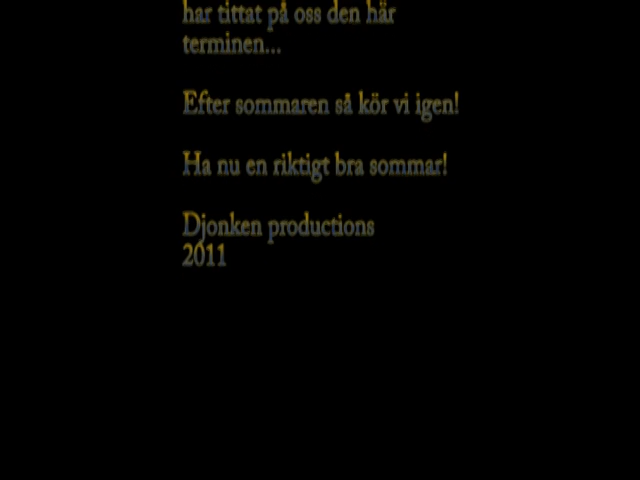 har tittat på oss den här
terminen...
Efter sommaren så kör vi igen!
Ha nu en riktigt bra sommar!
Djonken productions
2011